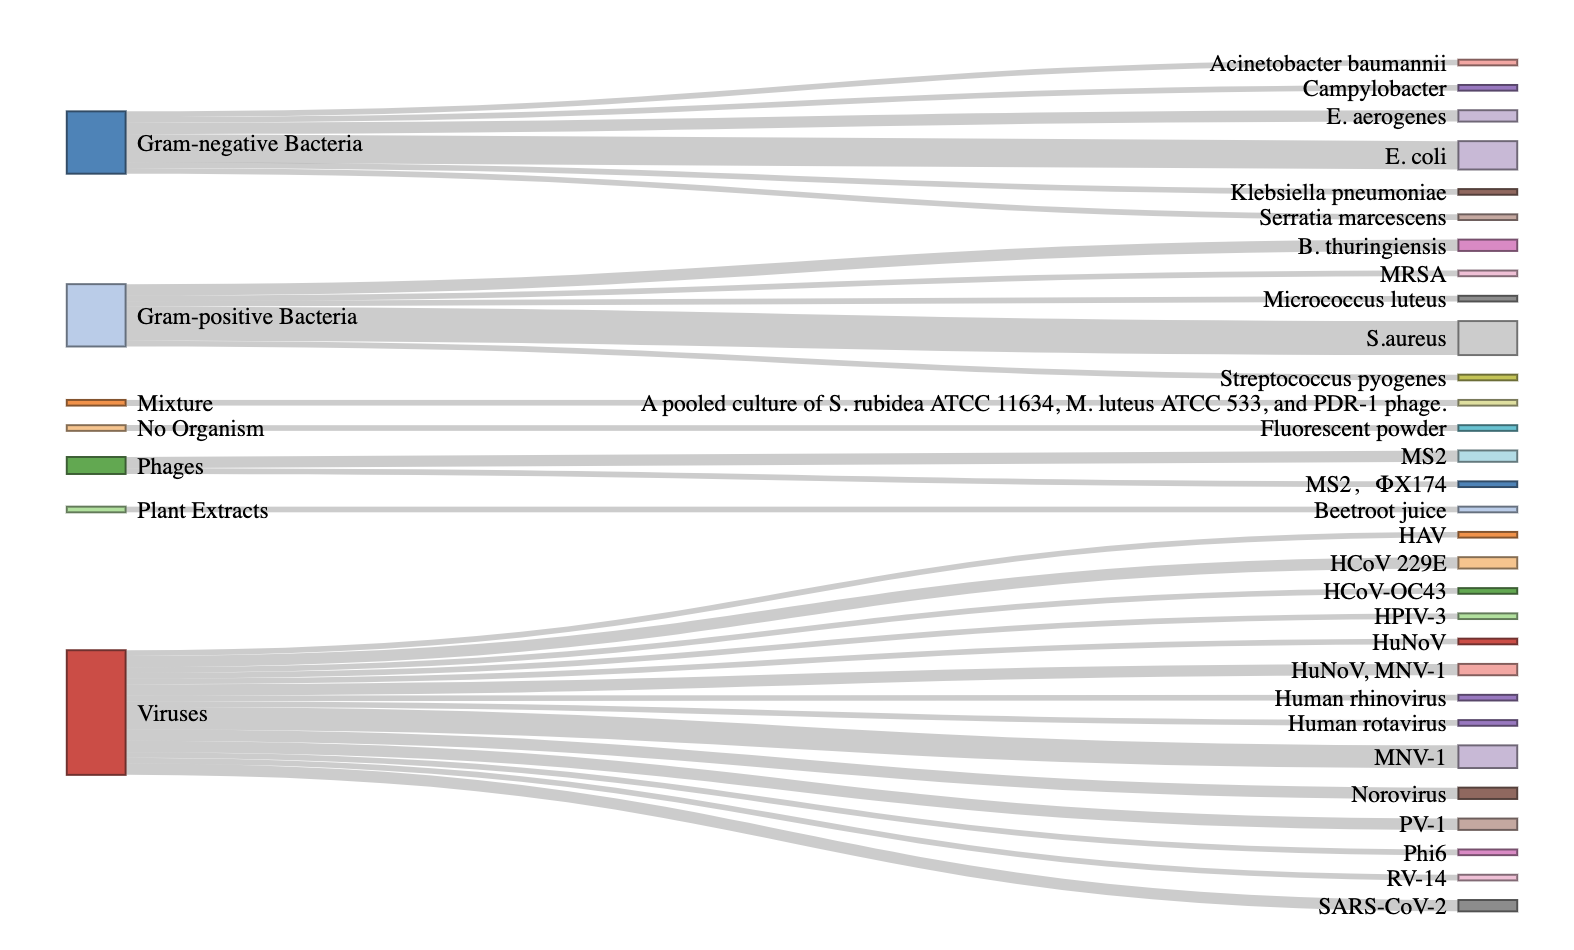 Acinetobacter baumannii
Campylobacter
E. aerogenes
Gram-negative Bacteria
E. coli
Klebsiella pneumoniae
Serratia marcescens
B. thuringiensis
MRSA
Micrococcus luteus
Gram-positive Bacteria
S.aureus
Streptococcus pyogenes
Mixture
A pooled culture of S. rubidea ATCC 11634, M. luteus ATCC 533, and PDR-1 phage.
No Organism
Fluorescent powder
MS2
Phages
MS2，ΦX174
Plant Extracts
Beetroot juice
HAV
HCoV 229E
HCoV-OC43
HPIV-3
HuNoV
HuNoV, MNV-1
Human rhinovirus
Viruses
Human rotavirus
MNV-1
Norovirus
PV-1
Phi6
RV-14
SARS-CoV-2